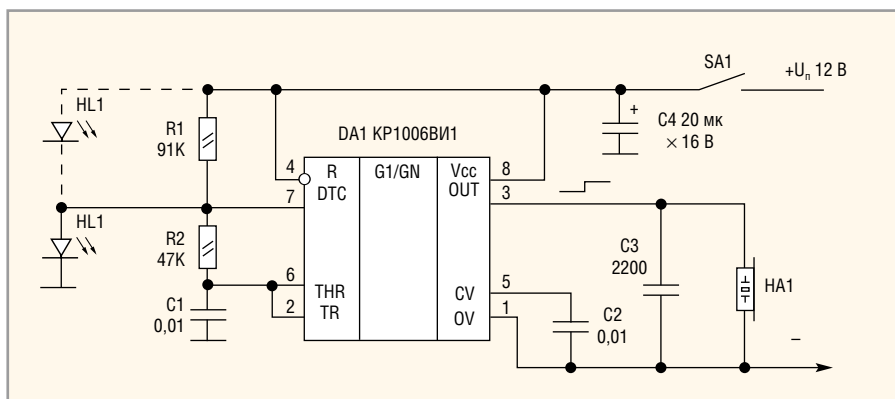 SA1
+Uп 12 В
HL1
R1
91K
+
C4 20 мк
× 16 В
DA1 КР1006ВИ1
4
R
G1/GN
Vcc
8
7
DTC
OUT
3
HL1
R2
47K
C3
2200
6
THR
CV
5
HA1
C1
0,01
2
TR
OV
1
C2
0,01
–